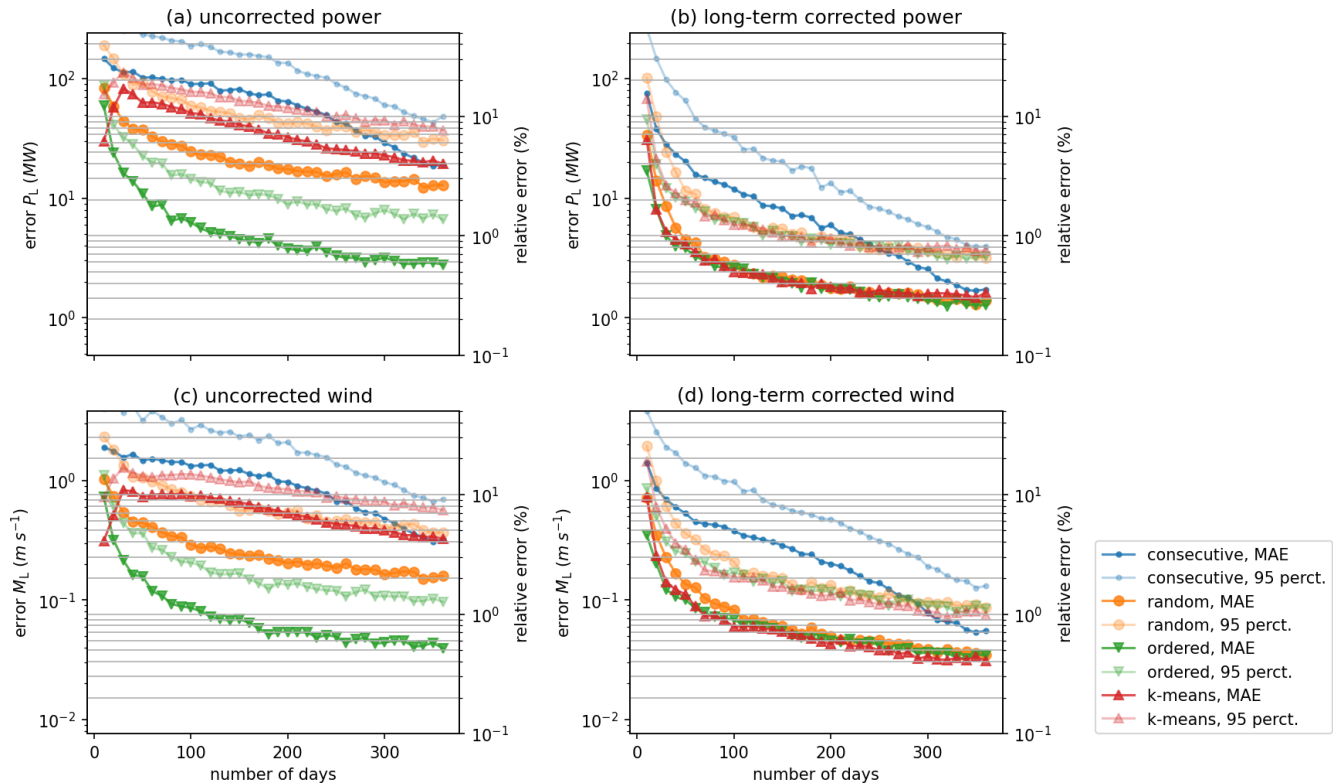 (a) uncorrected power
(b) long-term corrected power
10²
10¹
10⁰
error P_L (MW)
10¹
10⁰
10⁻¹
relative error (%)
10²
10¹
10⁰
error P_L (MW)
10¹
10⁰
10⁻¹
relative error (%)
(c) uncorrected wind
(d) long-term corrected wind
10⁰
10⁻¹
10⁻²
error M_L (m s⁻¹)
10¹
10⁰
10⁻¹
relative error (%)
0 100 200 300
number of days
10⁰
10⁻¹
10⁻²
error M_L (m s⁻¹)
10¹
10⁰
10⁻¹
relative error (%)
0 100 200 300
number of days
consecutive, MAE
consecutive, 95 perct.
random, MAE
random, 95 perct.
ordered, MAE
ordered, 95 perct.
k-means, MAE
k-means, 95 perct.